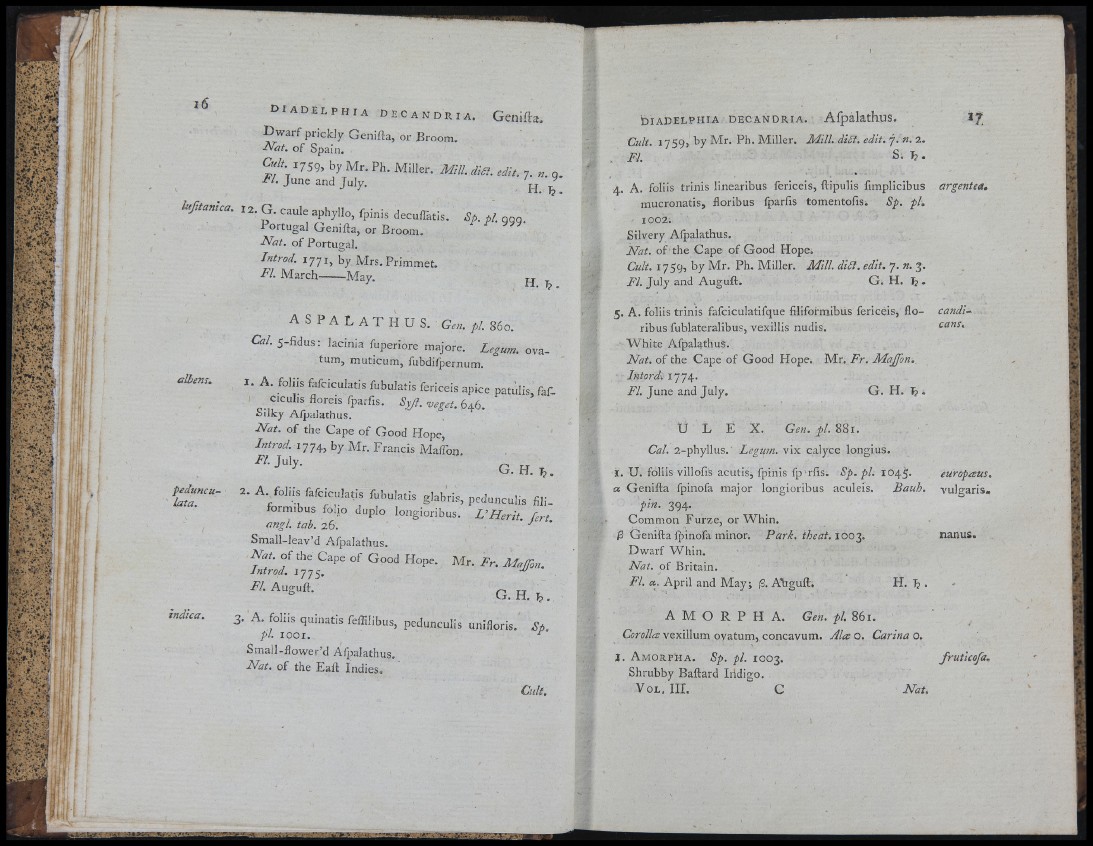 16 DIADELPHIA DECANDRIA. Geniſta.
Dwarf prickly Geniſta, or Broom.
Nat. of Spain.
Cult. 1759, by Mr. Ph. Miller. Mill. dict. edit. 7. n. 9.
Fl. June and July. H. ♄.
luſitanica. 12. G. caule aphyllo, ſpinis decuſſatis. Sp. pl. 999.
Portugal Geniſta, or Broom.
Nat. of Portugal.
Introd. 1771, by Mrs. Primmet.
Fl. March——May. H. ♄.
ASPALATHUS. Gen. pl. 860.
Cal. 5-fidus: lacinia ſuperiore majore. Legum. ova-
tum, muticum, ſubdiſpernum.
albens. 1. A. foliis faſciculatis ſubulatis ſericeis apice patulis, faſ-
ciculis floreis ſparſis. Syſt. veget. 646.
Silky Aſpalathus.
Nat. of the Cape of Good Hope,
Introd. 1774, by Mr. Francis Maſſon.
Fl. July. G. H. ♄.
peduncu-
lata. 2. A. foliis faſciculatis ſubulatis glabris, pedunculis fili-
formibus folio duplo longioribus. L'Herit. ſert.
angl. tab. 26.
Small-leav'd Aſpalathus.
Nat. of the Cape of Good Hope. Mr. Fr. Maſſon.
Introd. 1775.
Fl. Auguſt. G. H. ♄.
indica. 3. A. foliis quinatis ſeſſilibus, pedunculis unifloris. Sp.
pl. 1001.
Small-flower'd Aſpalathus.
Nat. of the Eaſt Indies.
Cult.
DIADELPHIA DECANDRIA. Aſpalathus. 17
Cult. 1759, by Mr. Ph. Miller. Mill. dict. edit. 7. n. 2.
Fl. S. ♄.
4. A. foliis trinis linearibus ſericeis, ſtipulis ſimplicibus argentea.
mucronatis, floribus ſparſis tomentoſis. Sp. pl.
1002.
Silvery Aſpalathus.
Nat. of the Cape of Good Hope.
Cult. 1759, by Mr. Ph. Miller. Mill. dict. edit. 7. n. 3.
Fl. July and Auguſt. G. H. ♄.
5. A. foliis trinis faſciculatiſque filiformibus ſericeis, flo- candi-
ribus ſublateralibus, vexillis nudis. cans.
White Aſpalathus.
Nat. of the Cape of Good Hope. Mr. Fr. Maſſon.
Intord. 1774.
Fl. June and July. G. H. ♄.
ULEX. Gen. pl. 881.
Cal. 2-phyllus. Legum. vix calyce longius.
1. U. foliis villoſis acutis, ſpinis ſp rſis. Sp. pl. 1045. europæus.
α Geniſta ſpinoſa major longioribus aculeis. Bauh. vulgaris.
pin. 394.
Common Furze, or Whin.
β Geniſta ſpinoſa minor. Park. theat. 1003. nanus.
Dwarf Whin.
Nat. of Britain.
Fl. α. April and May; β. Auguſt. H. ♄.
AMORPHA. Gen. pl. 861.
Corollæ vexillum ovatum, concavum. Alæ 0. Carina 0.
1. AMORPHA. Sp. pl. 1003. fruticoſa.
Shrubby Baſtard Indigo.
VOL. III. C Nat.